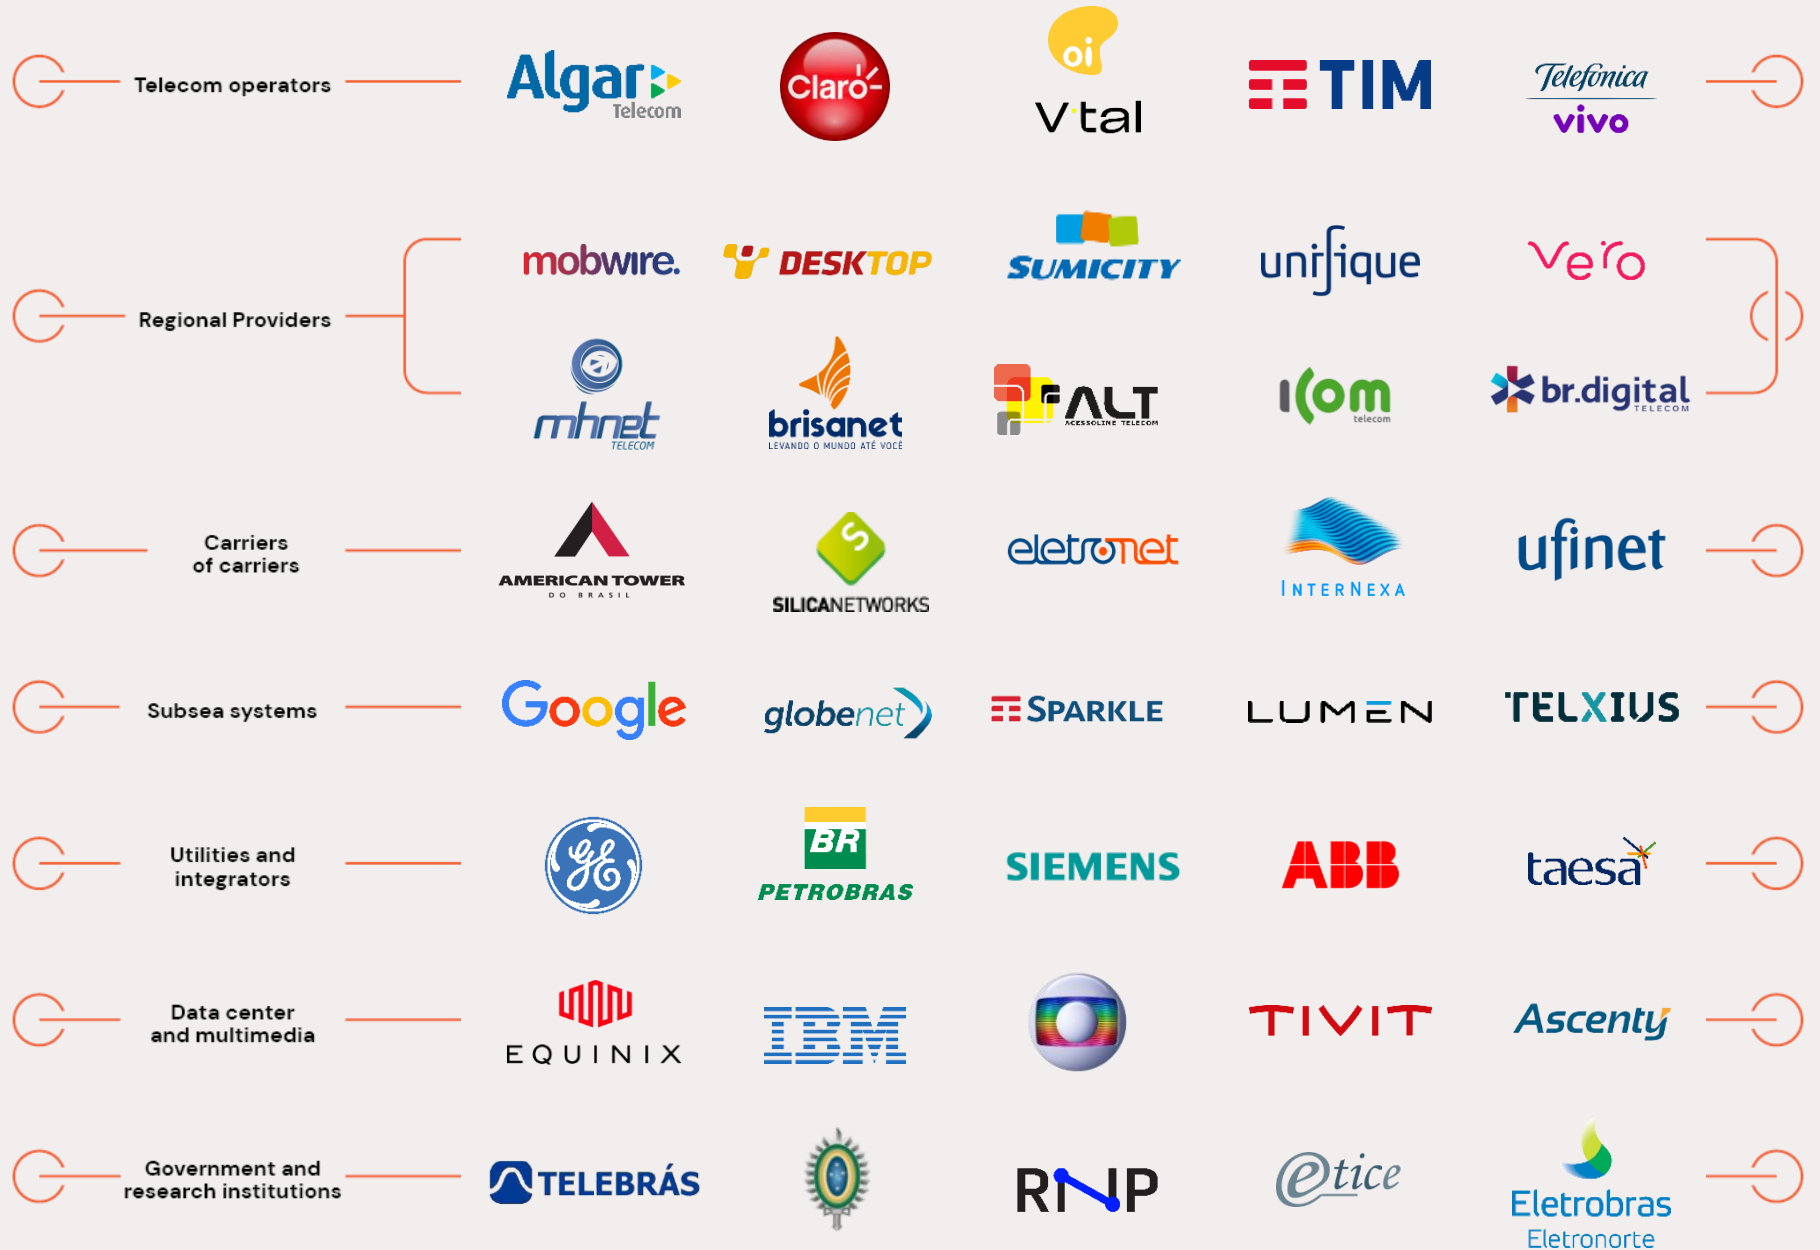 Telecom operators
Algar
Telecom
Claro
oi
V.tal
TIM
Telefónica
vivo
Regional Providers
mobwire.
DESKTOP
SUMICITY
unifique
vero
mhnet
TELECOM
brisanet
LEVANDO O MUNDO ATÉ VOCÊ
ALT
ACESSOLINE TELECOM
ICOM
telecom
br.digital
TELECOM
Carriers
of carriers
AMERICAN TOWER
DO BRASIL
S
SILICANETWORKS
eletronet
INTERNEXA
ufinet
Subsea systems
Google
globenet
SPARKLE
LUMEN
TELXIUS
Utilities and
integrators
GE
BR
PETROBRAS
SIEMENS
ABB
taesa
Data center
and multimedia
EQUINIX
IBM
TIVIT
Ascenty
Government and
research institutions
TELEBRÁS
RNP
etice
Eletrobras
Eletronorte